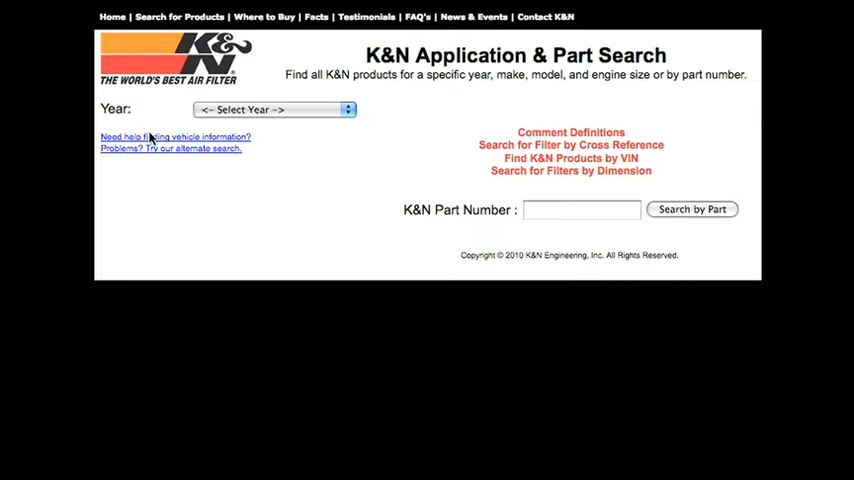 Home | Search for Products | Where to Buy | Facts | Testimonials | FAQ's | News & Events | Contact K&N
K&N
THE WORLD'S BEST AIR FILTER
K&N Application & Part Search
Find all K&N products for a specific year, make, model, and engine size or by part number.
Year: <- Select Year ->
Need help finding vehicle information?
Problems? Try our alternate search.
Comment Definitions
Search for Filter by Cross Reference
Find K&N Products by VIN
Search for Filters by Dimension
K&N Part Number : Search by Part
Copyright © 2010 K&N Engineering, Inc. All Rights Reserved.